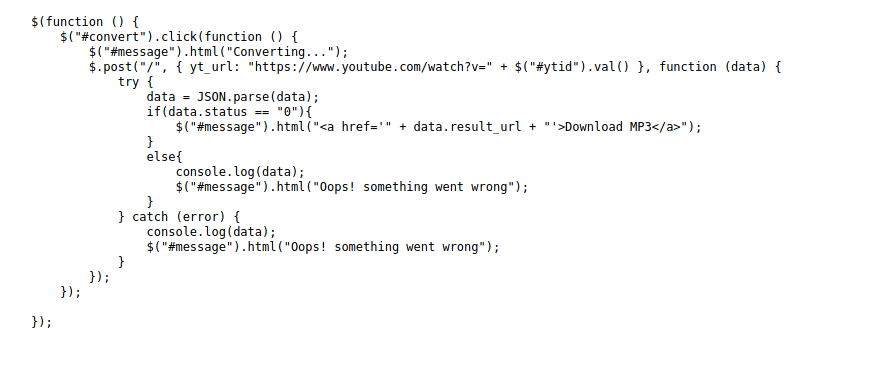 $(function () {
    $("#convert").click(function () {
        $("#message").html("Converting...");
        $.post("/", { yt_url: "https://www.youtube.com/watch?v=" + $("#ytid").val() }, function (data) {
            try {
                data = JSON.parse(data);
                if(data.status == "0"){
                    $("#message").html("<a href='" + data.result_url + "'>Download MP3</a>");
                }
                else{
                    console.log(data);
                    $("#message").html("Oops! something went wrong");
                }
            } catch (error) {
                console.log(data);
                $("#message").html("Oops! something went wrong");
            }
        });
    });

});